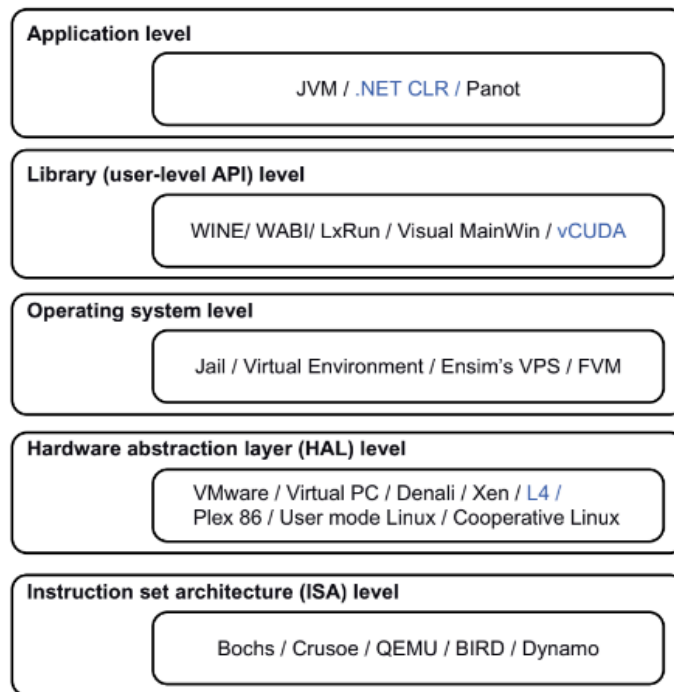 Application level
JVM / .NET CLR / Panot
Library (user-level API) level
WINE/ WABI/ LxRun / Visual MainWin / vCUDA
Operating system level
Jail / Virtual Environment / Ensim's VPS / FVM
Hardware abstraction layer (HAL) level
VMware / Virtual PC / Denali / Xen / L4 /
Plex 86 / User mode Linux / Cooperative Linux
Instruction set architecture (ISA) level
Bochs / Crusoe / QEMU / BIRD / Dynamo